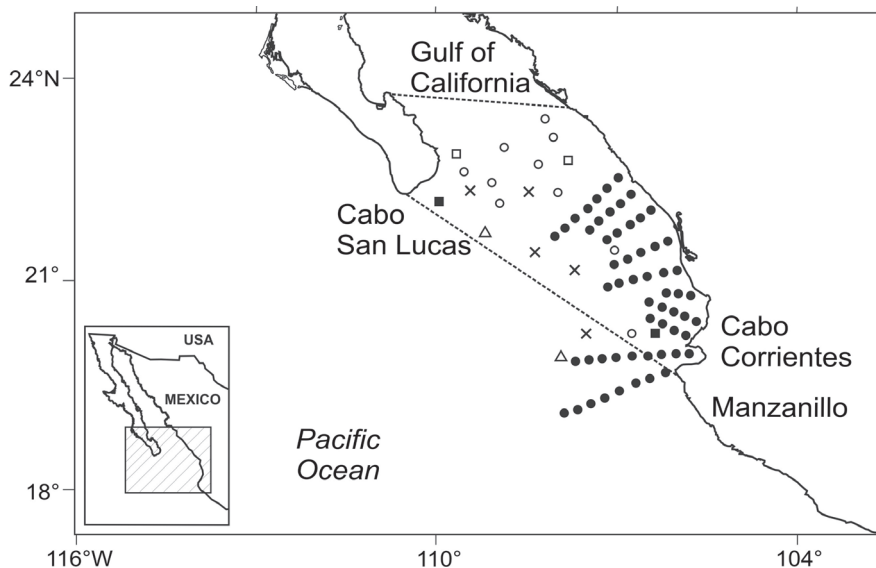 Gulf of
California
24°N
Cabo
San Lucas
21°
Cabo
Corrientes
USA
MEXICO
Manzanillo
Pacific
Ocean
18°
116°W
110°
104°